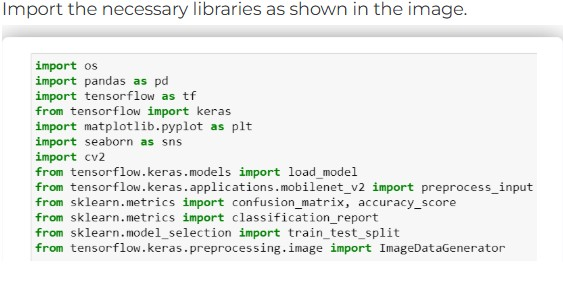 Import the necessary libraries as shown in the image.
import os
import pandas as pd
import tensorflow as tf
from tensorflow import keras
import matplotlib.pyplot as plt
import seaborn as sns
import cv2
from tensorflow.keras.models import load_model
from tensorflow.keras.applications.mobilenet_v2 import preprocess_input
from sklearn.metrics import confusion_matrix, accuracy_score
from sklearn.metrics import classification_report
from sklearn.model_selection import train_test_split
from tensorflow.keras.preprocessing.image import ImageDataGenerator